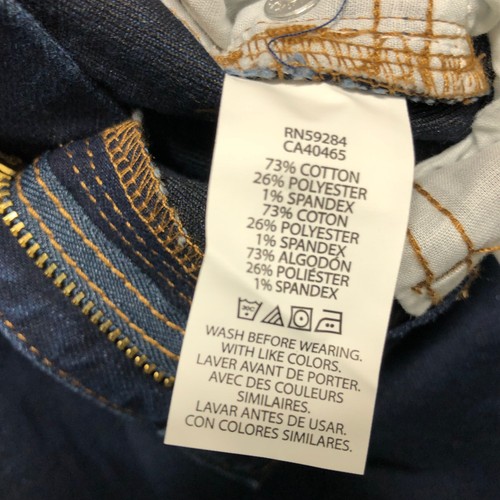 RN59284
CA40465
73% COTTON
26% POLYESTER
1% SPANDEX
73% COTON
26% POLYESTER
1% SPANDEX
73% ALGODÓN
26% POLIÉSTER
1% SPANDEX
WASH BEFORE WEARING.
WITH LIKE COLORS.
LAVER AVANT DE PORTER.
AVEC DES COULEURS
SIMILAIRES.
LAVAR ANTES DE USAR.
CON COLORES SIMILARES.